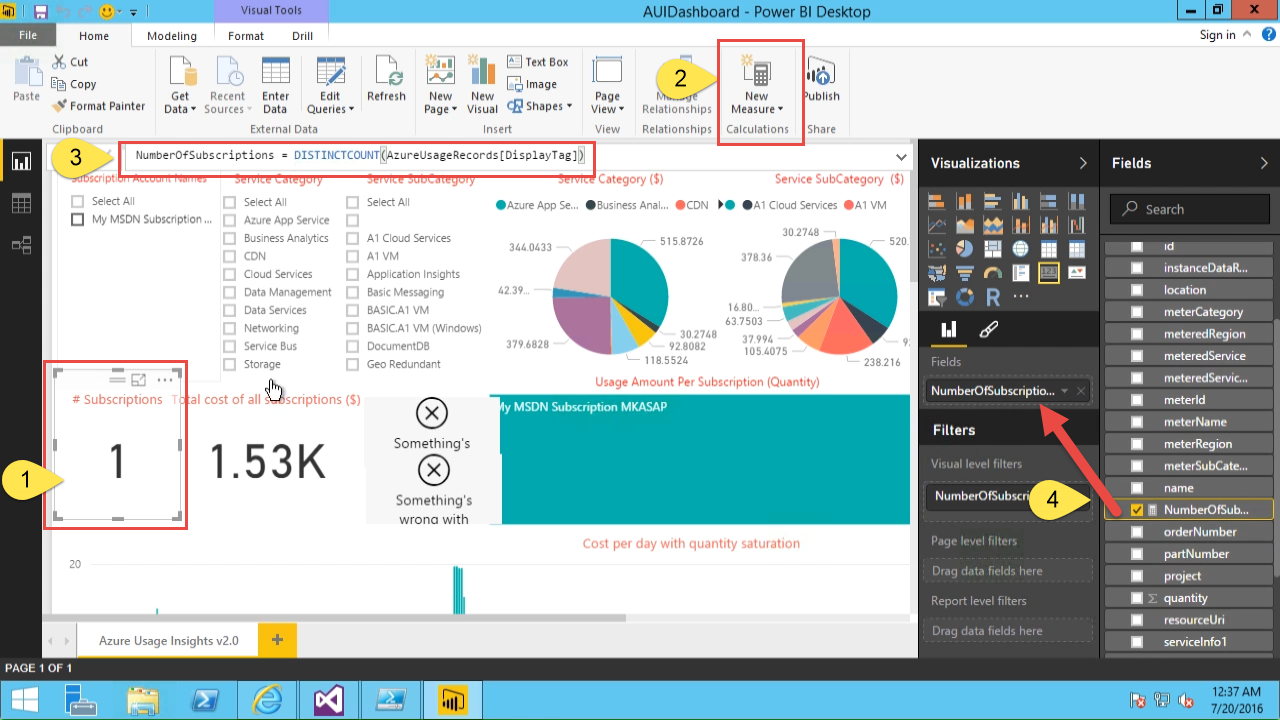 Visual Tools
AUIDashboard - Power BI Desktop
File
Home
Modeling
Format
Drill
Sign in
Paste
Cut
Copy
Format Painter
Clipboard
Get Data
Recent Sources
Enter Data
Edit Queries
Refresh
External Data
New Page
New Visual
Text Box
Image
Shapes
Insert
Page View
View
Manage Relationships
Relationships
2
New Measure
Calculations
Publish
Share
3
NumberOfSubscriptions = DISTINCTCOUNT(AzureUsageRecords[DisplayTag])
Subscription Account Names
Select All
My MSDN Subscription ...
Service Category
Select All
Azure App Service
Business Analytics
CDN
Cloud Services
Data Management
Data Services
Networking
Service Bus
Storage
Service SubCategory
Select All
A1 Cloud Services
A1 VM
Application Insights
Basic Messaging
BASIC.A1 VM
BASIC.A1 VM (Windows)
DocumentDB
Geo Redundant
Service Category ($)
Azure App Se...
Business Anal...
CDN
344.0433
515.8726
42.39...
30.2748
92.8082
379.6828
118.5524
Service SubCategory ($)
A1 Cloud Services
A1 VM
30.2748
520.
378.36
16.80...
63.7503
37.994
105.4075
9.
238.216
Usage Amount Per Subscription (Quantity)
My MSDN Subscription MKASAP
1
# Subscriptions
1
Total cost of all subscriptions ($)
1.53K
Something's
Something's
wrong with
Cost per day with quantity saturation
20
Azure Usage Insights v2.0
PAGE 1 OF 1
Visualizations
R
Fields
NumberOfSubscriptio...
Filters
Visual level filters
NumberOfSubscri
4
Page level filters
Drag data fields here
Report level filters
Drag data fields here
Fields
Search
id
instanceDataR...
location
meterCategory
meteredRegion
meteredService
meteredServic...
meterId
meterName
meterRegion
meterSubCate...
name
NumberOfSub...
orderNumber
partNumber
project
quantity
resourceUri
serviceInfo1
12:37 AM
7/20/2016